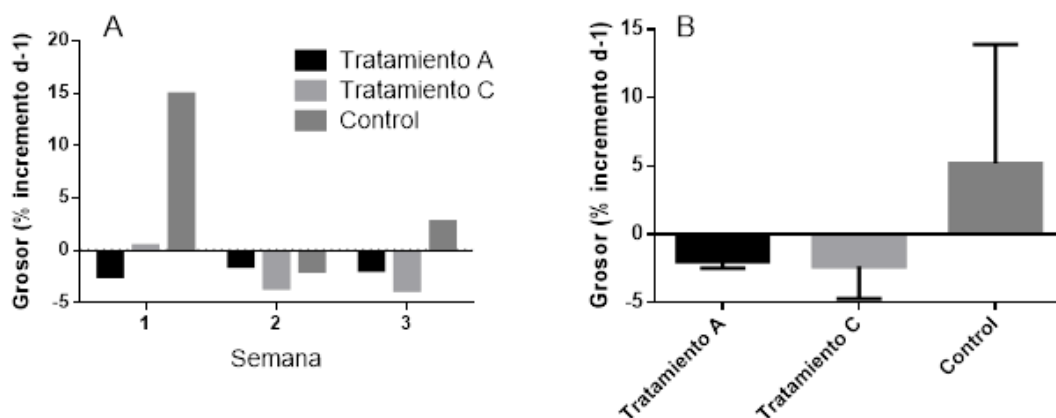 A
Grosor (% incremento d-1)
20
15
10
5
0
-5
Tratamiento A
Tratamiento C
Control
1
2
3
Semana
B
Grosor (% incremento d-1)
15
10
5
0
-5
Tratamiento A
Tratamiento C
Control